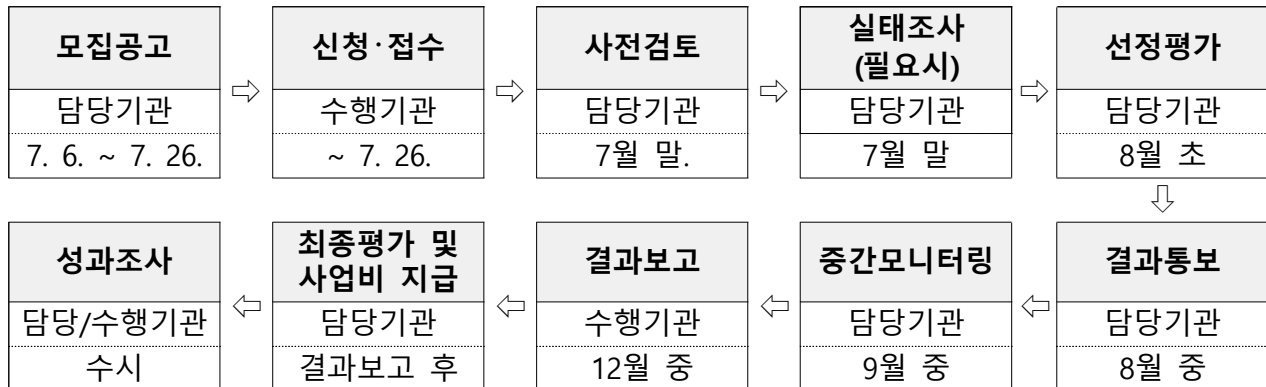 모집공고
담당기관
7. 6. ~ 7. 26.
신청·접수
수행기관
~ 7. 26.
사전검토
담당기관
7월 말.
실태조사
(필요시)
담당기관
7월 말
선정평가
담당기관
8월 초
결과통보
담당기관
8월 중
중간모니터링
담당기관
9월 중
결과보고
수행기관
12월 중
최종평가 및
사업비 지급
담당기관
결과보고 후
성과조사
담당/수행기관
수시